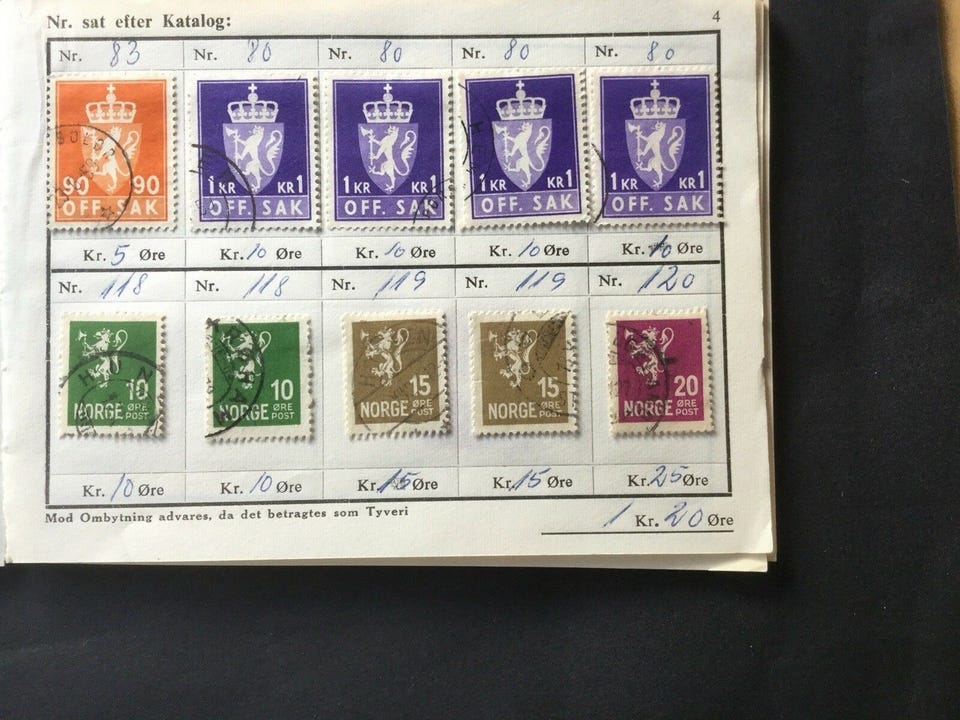 Nr. sat efter Katalog: 4
Nr. 83 Nr. 80 Nr. 80 Nr. 80 Nr. 80
90 90 1 KR KR 1 1 KR KR 1 1 KR KR 1 1 KR KR 1
OFF. SAK OFF. SAK OFF. SAK OFF. SAK OFF. SAK
Kr. 5 Øre Kr. 10 Øre Kr. 10 Øre Kr. 10 Øre Kr. 10 Øre
Nr. 118 Nr. 118 Nr. 119 Nr. 119 Nr. 120
HØN HØN
10 10 15 15 20
NORGE ØRE POST NORGE ØRE POST NORGE ØRE POST NORGE ØRE POST NORGE ØRE POST
Kr. 10 Øre Kr. 10 Øre Kr. 15 Øre Kr. 15 Øre Kr. 25 Øre
Mod Ombytning advares, da det betragtes som Tyveri
1 Kr. 20 Øre